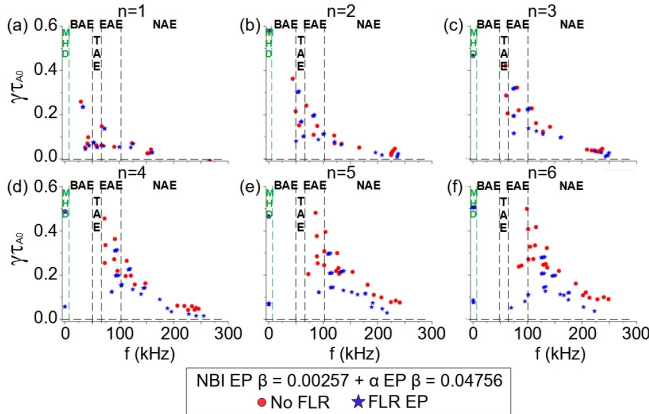 n=1 n=2 n=3
(a) MHD BAE TAE EAE NAE
(b) MHD BAE TAE EAE NAE
(c) MHD BAE TAE EAE NAE
γτA0
0.6
0.4
0.2
0.0
n=4 n=5 n=6
(d) MHD BAE TAE EAE NAE
(e) MHD BAE TAE EAE NAE
(f) MHD BAE TAE EAE NAE
γτA0
0.6
0.4
0.2
0.0
0 100 200 300 0 100 200 300 0 100 200 300
f (kHz) f (kHz) f (kHz)
NBI EP β = 0.00257 + α EP β = 0.04756
No FLR FLR EP